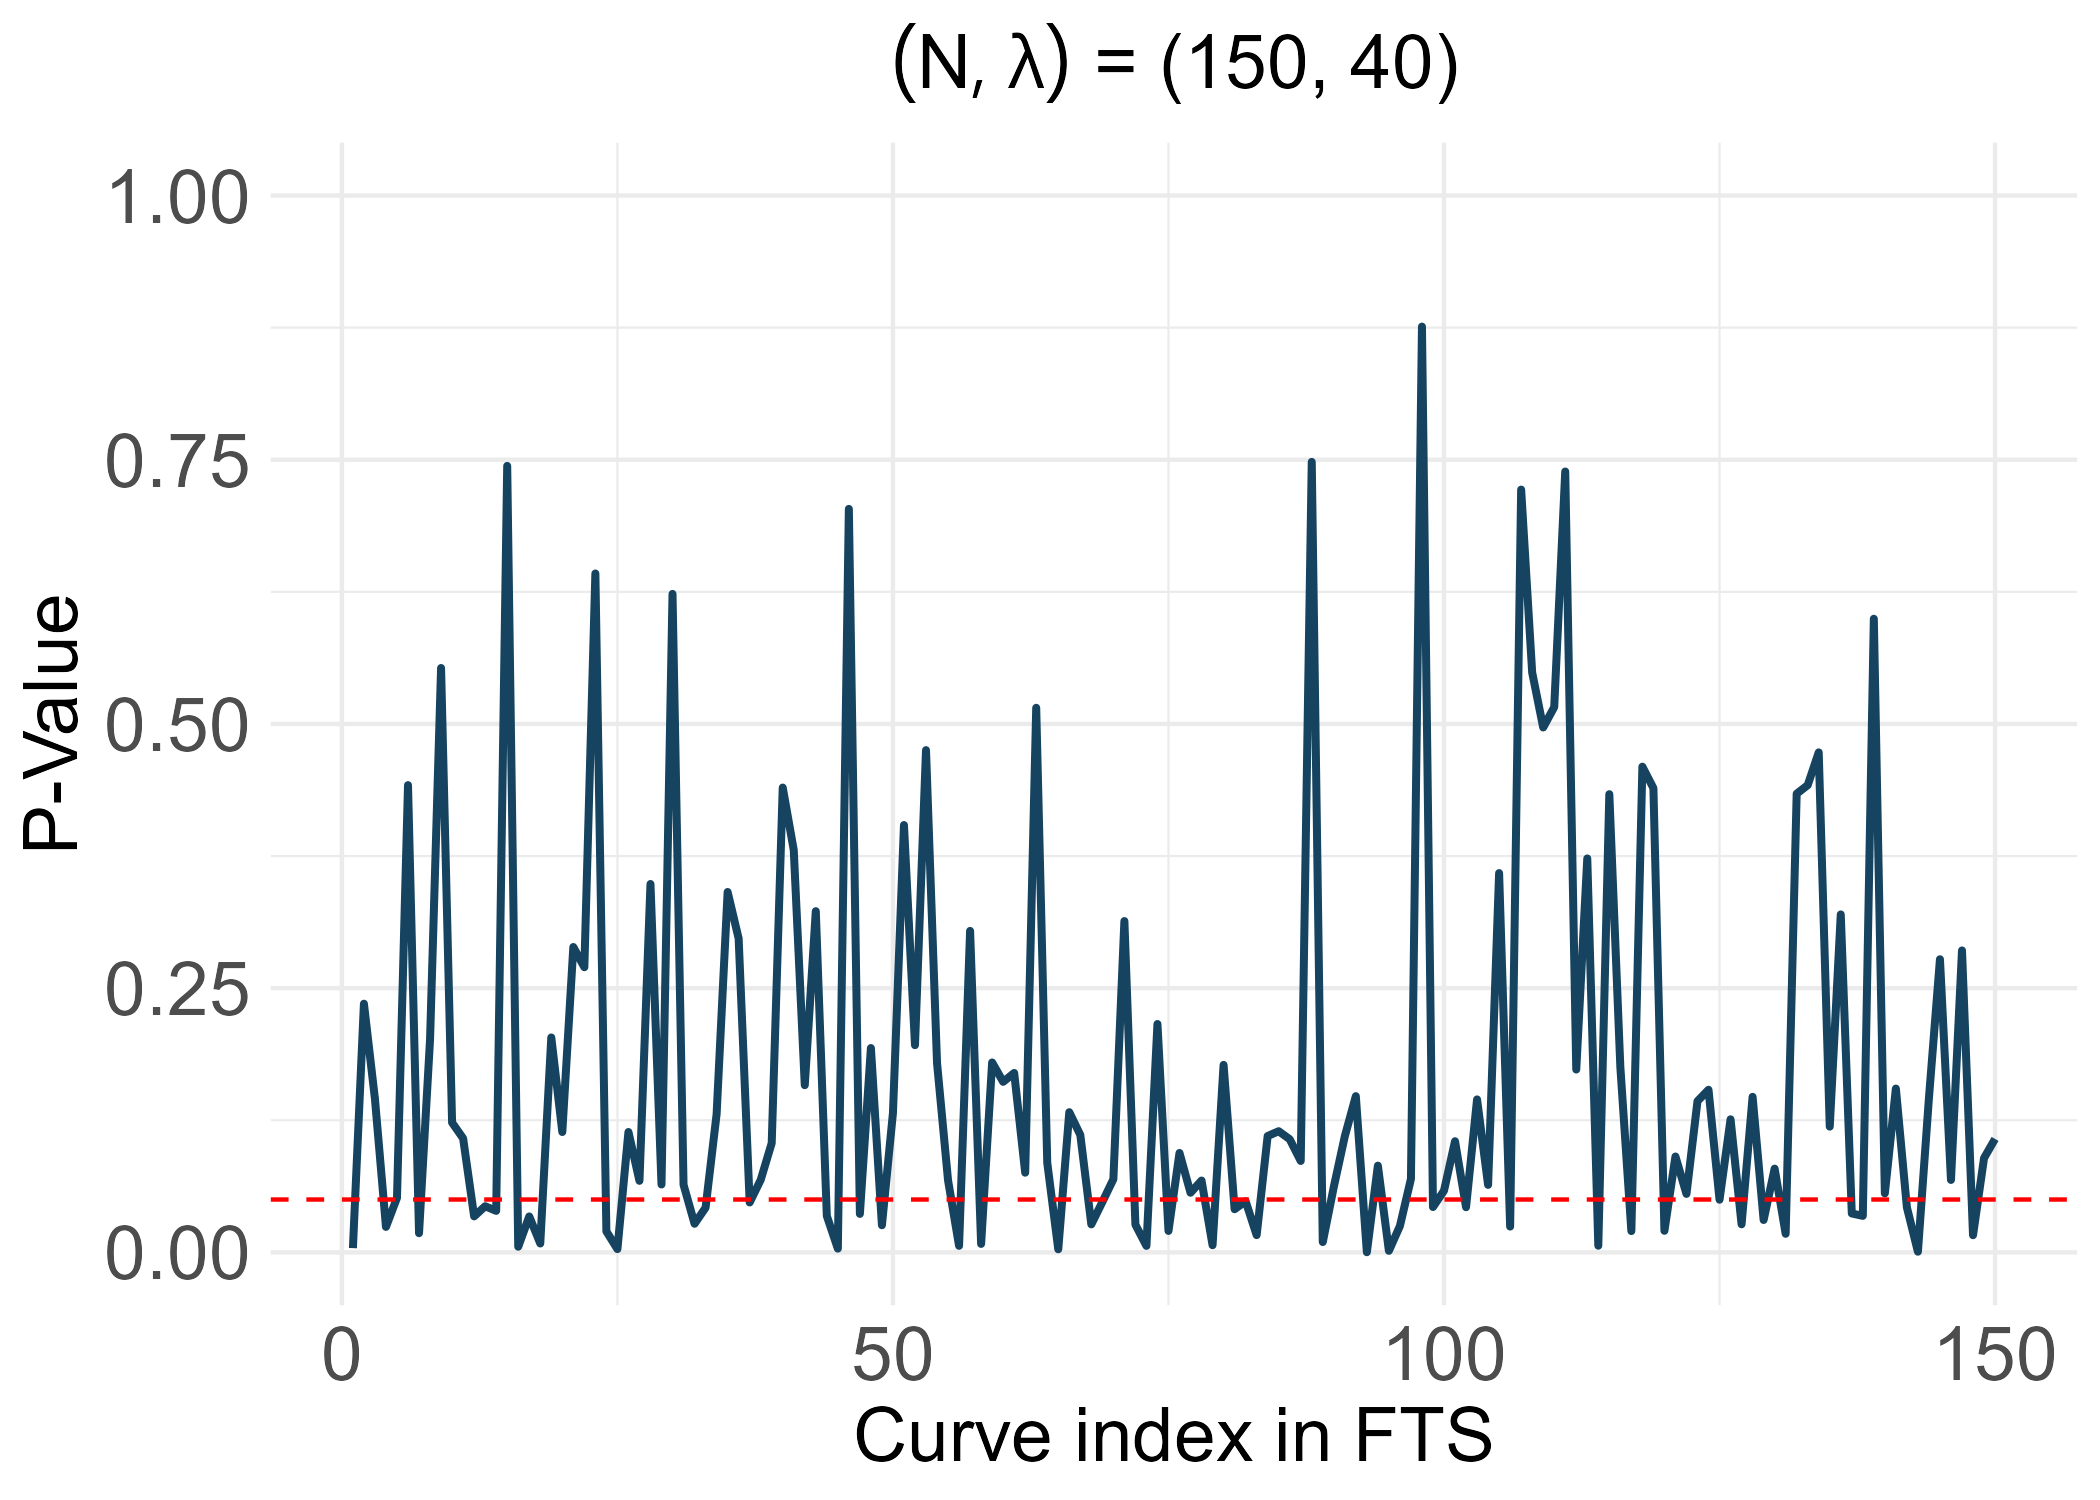 (N, λ) = (150, 40)
1.00
0.75
0.50
0.25
0.00
P-Value
0 50 100 150
Curve index in FTS